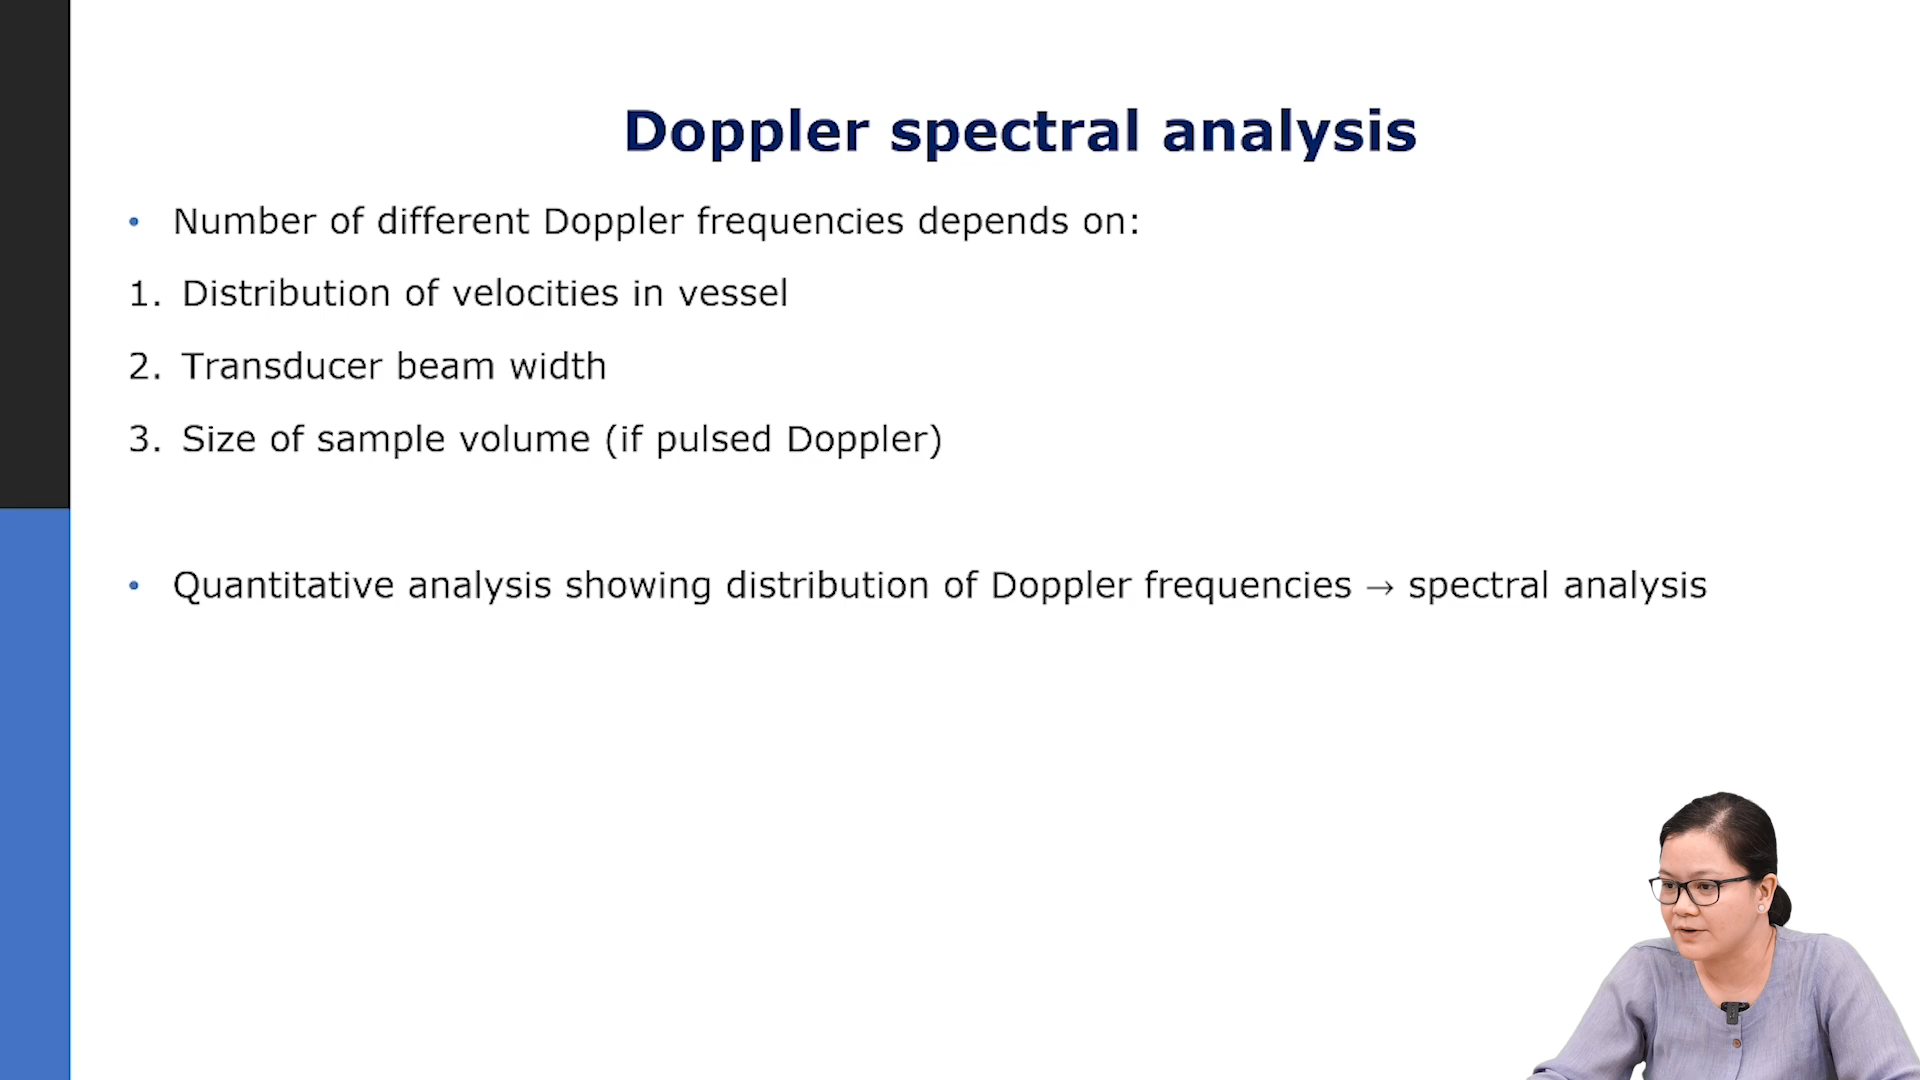 Doppler spectral analysis
• Number of different Doppler frequencies depends on:
1. Distribution of velocities in vessel
2. Transducer beam width
3. Size of sample volume (if pulsed Doppler)
• Quantitative analysis showing distribution of Doppler frequencies → spectral analysis